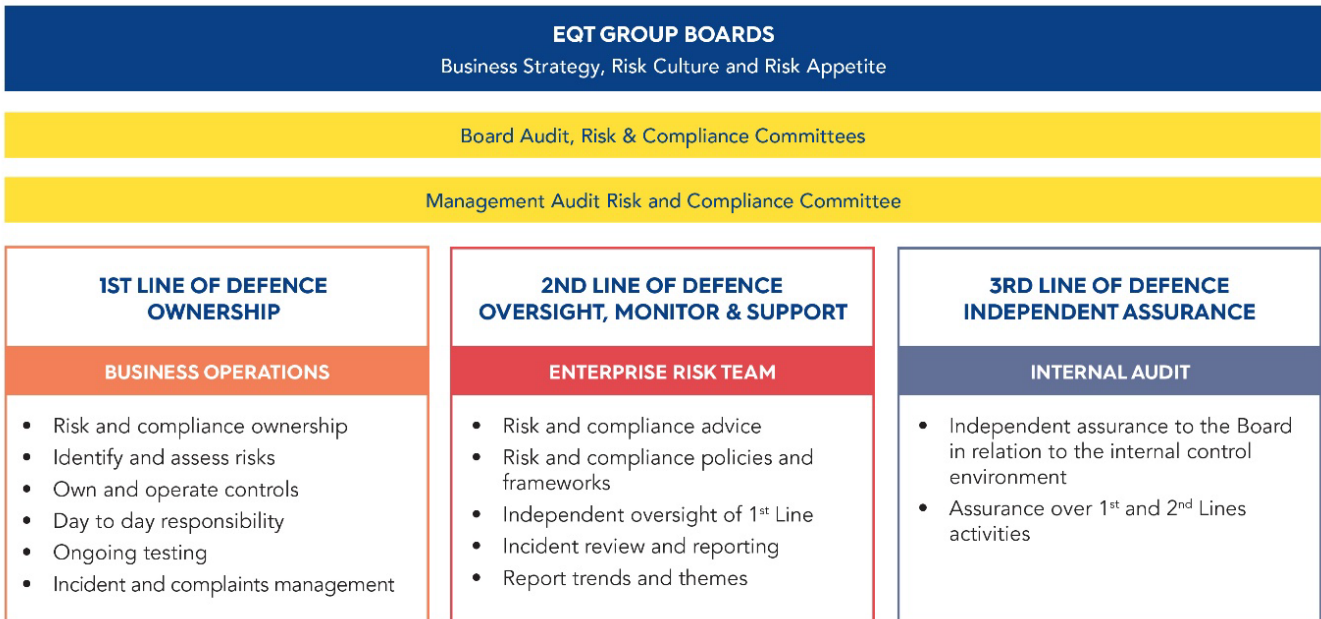 EQT GROUP BOARDS
Business Strategy, Risk Culture and Risk Appetite
Board Audit, Risk & Compliance Committees
Management Audit Risk and Compliance Committee
1ST LINE OF DEFENCE
OWNERSHIP
BUSINESS OPERATIONS
• Risk and compliance ownership
• Identify and assess risks
• Own and operate controls
• Day to day responsibility
• Ongoing testing
• Incident and complaints management
2ND LINE OF DEFENCE
OVERSIGHT, MONITOR & SUPPORT
ENTERPRISE RISK TEAM
• Risk and compliance advice
• Risk and compliance policies and
frameworks
• Independent oversight of 1st Line
• Incident review and reporting
• Report trends and themes
3RD LINE OF DEFENCE
INDEPENDENT ASSURANCE
INTERNAL AUDIT
• Independent assurance to the Board
in relation to the internal control
environment
• Assurance over 1st and 2nd Lines
activities